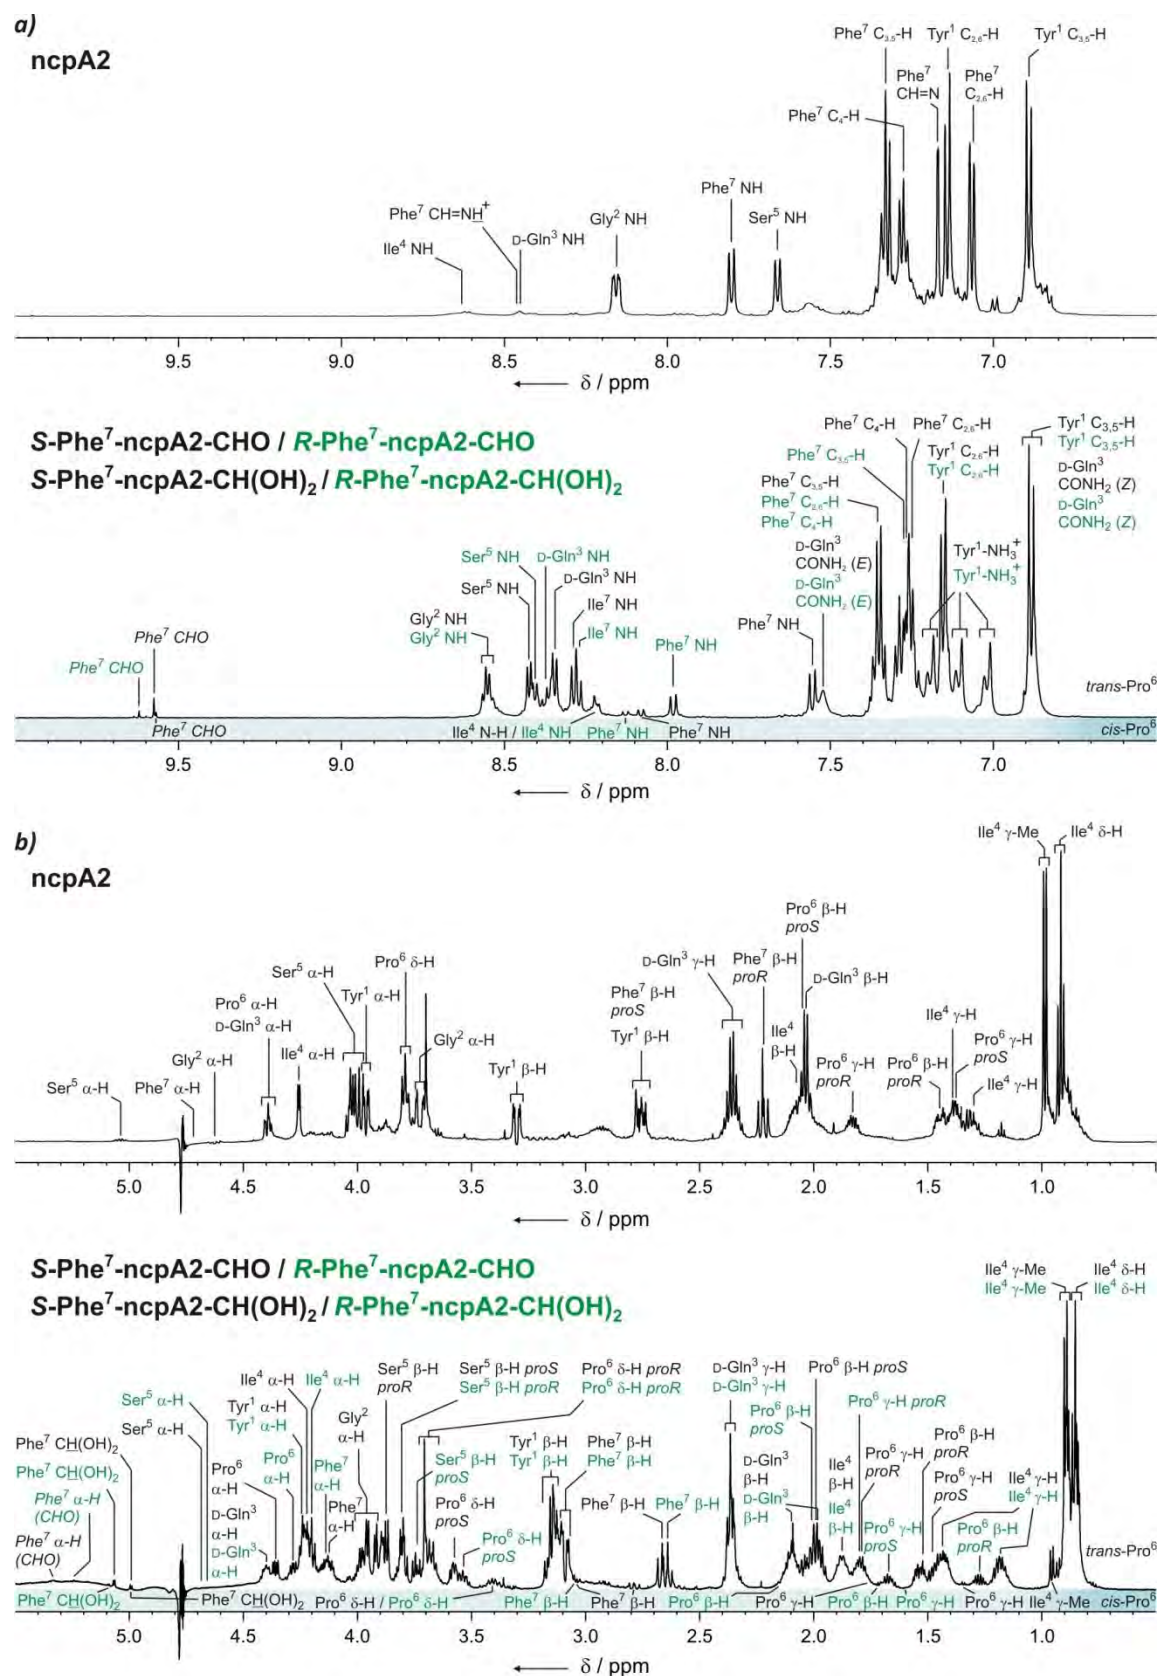 a)
ncpA2
Phe⁷ C₃,₅-H
Tyr¹ C₂,₆-H
Tyr¹ C₃,₅-H
Phe⁷
CH=N
Phe⁷
C₂,₆-H
Phe⁷ C₄-H
Phe⁷ NH
Phe⁷ CH=NH⁺
Gly² NH
Ser⁵ NH
D-Gln³ NH
Ile⁴ NH
9.5 9.0 8.5 8.0 7.5 7.0
δ / ppm
S-Phe⁷-ncpA2-CHO / R-Phe⁷-ncpA2-CHO
S-Phe⁷-ncpA2-CH(OH)₂ / R-Phe⁷-ncpA2-CH(OH)₂
Phe⁷ C₄-H
Phe⁷ C₂,₆-H
Tyr¹ C₃,₅-H
Tyr¹ C₃,₅-H
D-Gln³
CONH₂ (Z)
D-Gln³
CONH₂ (Z)
Phe⁷ C₃,₅-H
Tyr¹ C₂,₆-H
Tyr¹ C₂,₆-H
Phe⁷ C₃,₅-H
Phe⁷ C₂,₆-H
Phe⁷ C₄-H
D-Gln³
CONH₂ (E)
D-Gln³
CONH₂ (E)
Tyr¹-NH₃⁺
Tyr¹-NH₃⁺
Ser⁵ NH
D-Gln³ NH
Ser⁵ NH
D-Gln³ NH
Gly² NH
Gly² NH
Ile⁷ NH
Ile⁷ NH
Phe⁷ NH
Phe⁷ NH
Phe⁷ CHO
Phe⁷ CHO
trans-Pro⁶
Phe⁷ CHO
Ile⁴ N-H / Ile⁴ NH
Phe⁷ NH
Phe⁷ NH
cis-Pro⁶
9.5 9.0 8.5 8.0 7.5 7.0
δ / ppm
b)
ncpA2
Ile⁴ γ-Me
Ile⁴ δ-H
Pro⁶ β-H
proS
Pro⁶ δ-H
D-Gln³ γ-H
Phe⁷ β-H
proR
D-Gln³ β-H
Ser⁵ α-H
Tyr¹ α-H
Phe⁷ β-H
proS
Tyr¹ β-H
Pro⁶ α-H
D-Gln³ α-H
Ile⁴ γ-H
Gly² α-H
Ile⁴
β-H
Pro⁶ γ-H
proS
Gly² α-H
Ile⁴ α-H
Tyr¹ β-H
Pro⁶ γ-H
proR
Pro⁶ β-H
proR
Ile⁴ γ-H
Ser⁵ α-H
Phe⁷ α-H
5.0 4.5 4.0 3.5 3.0 2.5 2.0 1.5 1.0
δ / ppm
S-Phe⁷-ncpA2-CHO / R-Phe⁷-ncpA2-CHO
S-Phe⁷-ncpA2-CH(OH)₂ / R-Phe⁷-ncpA2-CH(OH)₂
Ile⁴ γ-Me
Ile⁴ γ-Me
Ile⁴ δ-H
Ile⁴ δ-H
Ser⁵ β-H
proR
Ser⁵ β-H proS
Ser⁵ β-H proR
Pro⁶ δ-H proR
Pro⁶ δ-H proR
D-Gln³ γ-H
D-Gln³ γ-H
Pro⁶ β-H proS
Ile⁴ α-H
Ile⁴ α-H
Tyr¹ α-H
Tyr¹ α-H
Ser⁵ α-H
Ser⁵ α-H
Gly²
α-H
Pro⁶ β-H
proS
Pro⁶ γ-H proR
Phe⁷ CH(OH)₂
Phe⁷ CH(OH)₂
Phe⁷ α-H
(CHO)
Phe⁷ α-H
(CHO)
Pro⁶
α-H
D-Gln³
α-H
D-Gln³
α-H
Pro⁶
α-H
Phe⁷
α-H
Phe⁷
α-H
Ser⁵ β-H
proS
Pro⁶ δ-H
proS
Pro⁶ δ-H
proS
Tyr¹ β-H
Tyr¹ β-H
Phe⁷ β-H
Phe⁷ β-H
Phe⁷ β-H
Phe⁷ β-H
D-Gln³
β-H
D-Gln³
β-H
Ile⁴
β-H
Ile⁴
β-H
Pro⁶ γ-H
proR
Pro⁶ γ-H
proS
Pro⁶ β-H
proR
Pro⁶ γ-H
proS
Ile⁴ γ-H
Ile⁴ γ-H
Pro⁶ β-H
proR
trans-Pro⁶
Phe⁷ CH(OH)₂
Phe⁷ CH(OH)₂
Pro⁶ δ-H / Pro⁶ δ-H
Phe⁷ β-H
Phe⁷ β-H
Pro⁶ β-H
Pro⁶ γ-H
Pro⁶ β-H
Pro⁶ γ-H
Pro⁶ γ-H
Ile⁴ γ-Me
cis-Pro⁶
5.0 4.5 4.0 3.5 3.0 2.5 2.0 1.5 1.0
δ / ppm